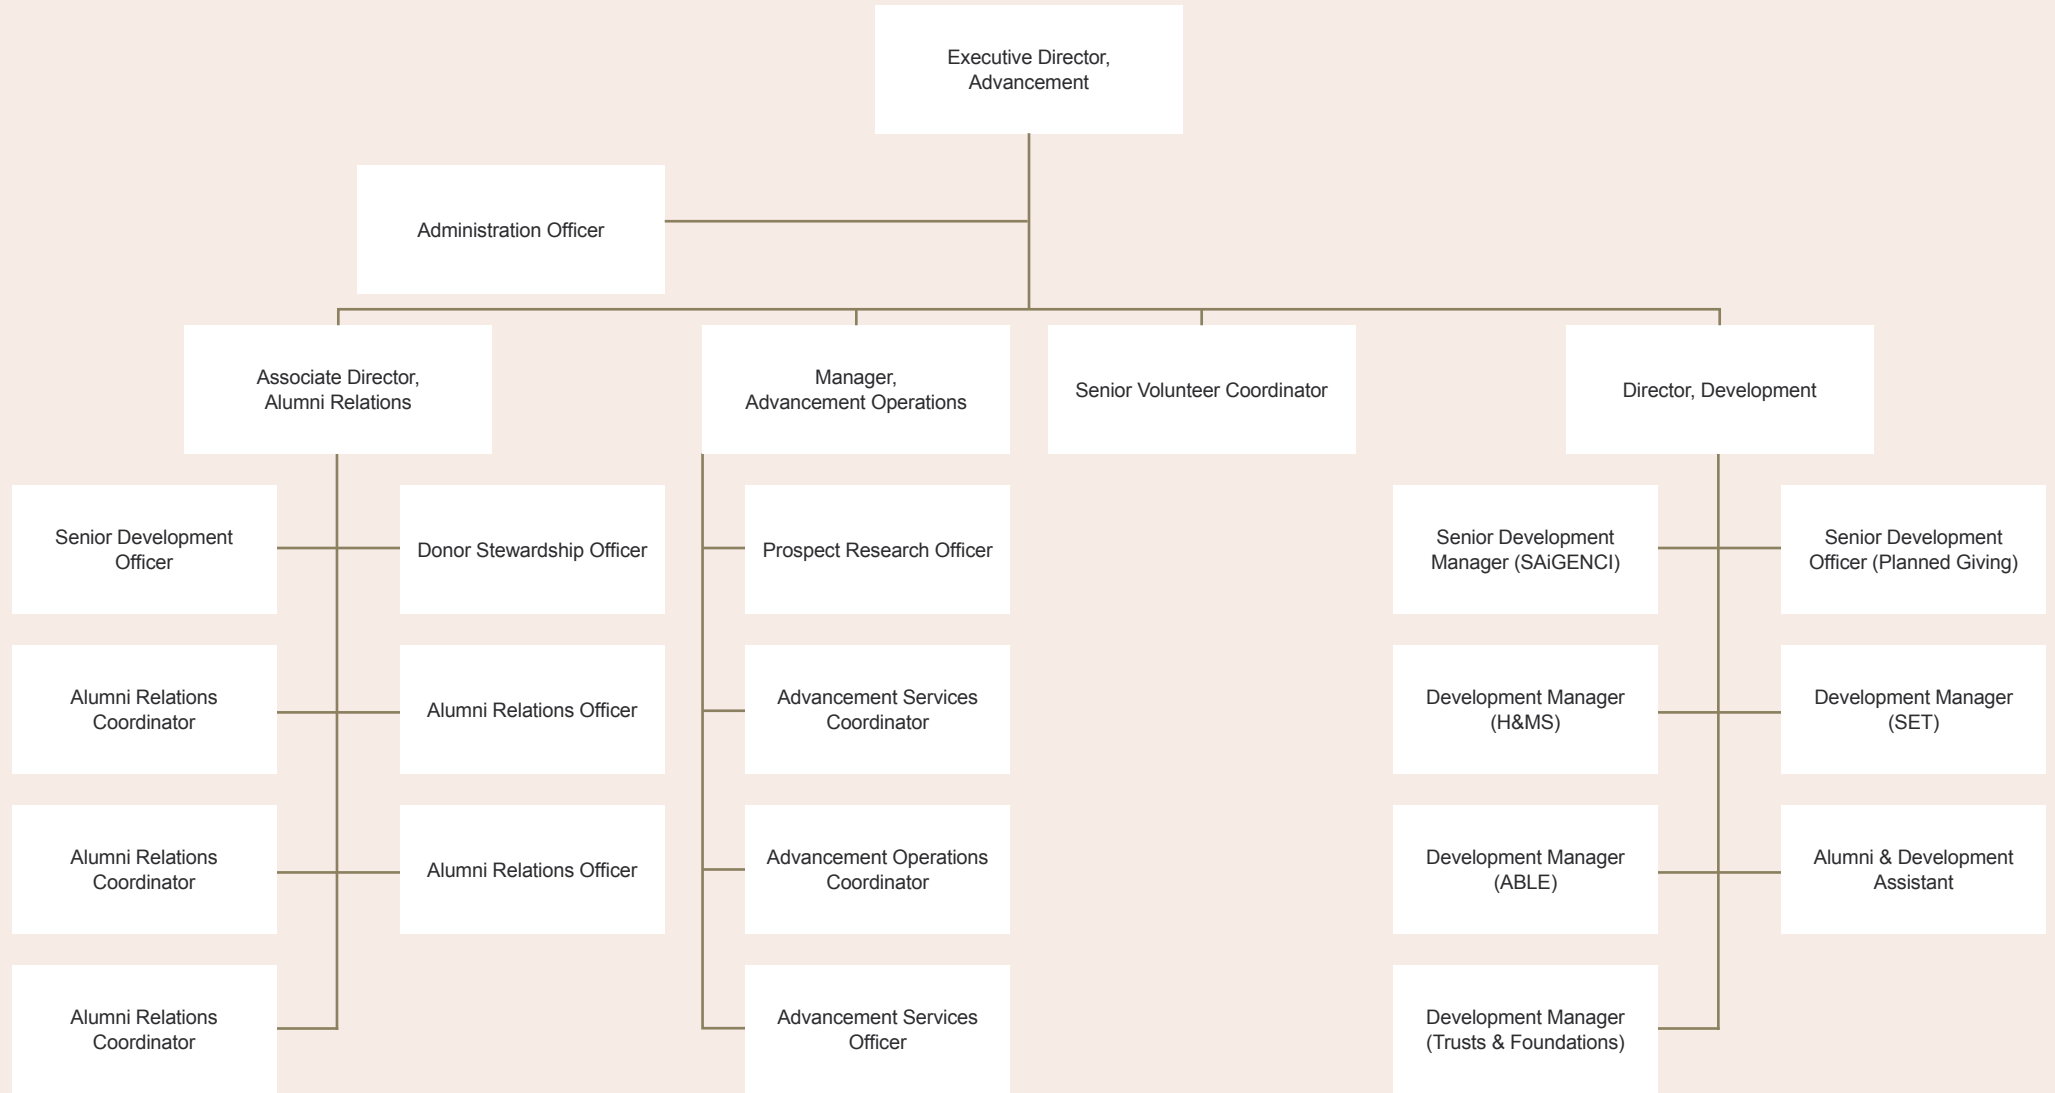 Executive Director,
Advancement
Administration Officer
Associate Director,
Alumni Relations
Manager,
Advancement Operations
Senior Volunteer Coordinator
Director, Development
Senior Development
Officer
Donor Stewardship Officer
Prospect Research Officer
Senior Development
Manager (SAiGENCI)
Senior Development
Officer (Planned Giving)
Alumni Relations
Coordinator
Alumni Relations Officer
Advancement Services
Coordinator
Development Manager
(H&MS)
Development Manager
(SET)
Alumni Relations
Coordinator
Alumni Relations Officer
Advancement Operations
Coordinator
Development Manager
(ABLE)
Alumni & Development
Assistant
Alumni Relations
Coordinator
Advancement Services
Officer
Development Manager
(Trusts & Foundations)